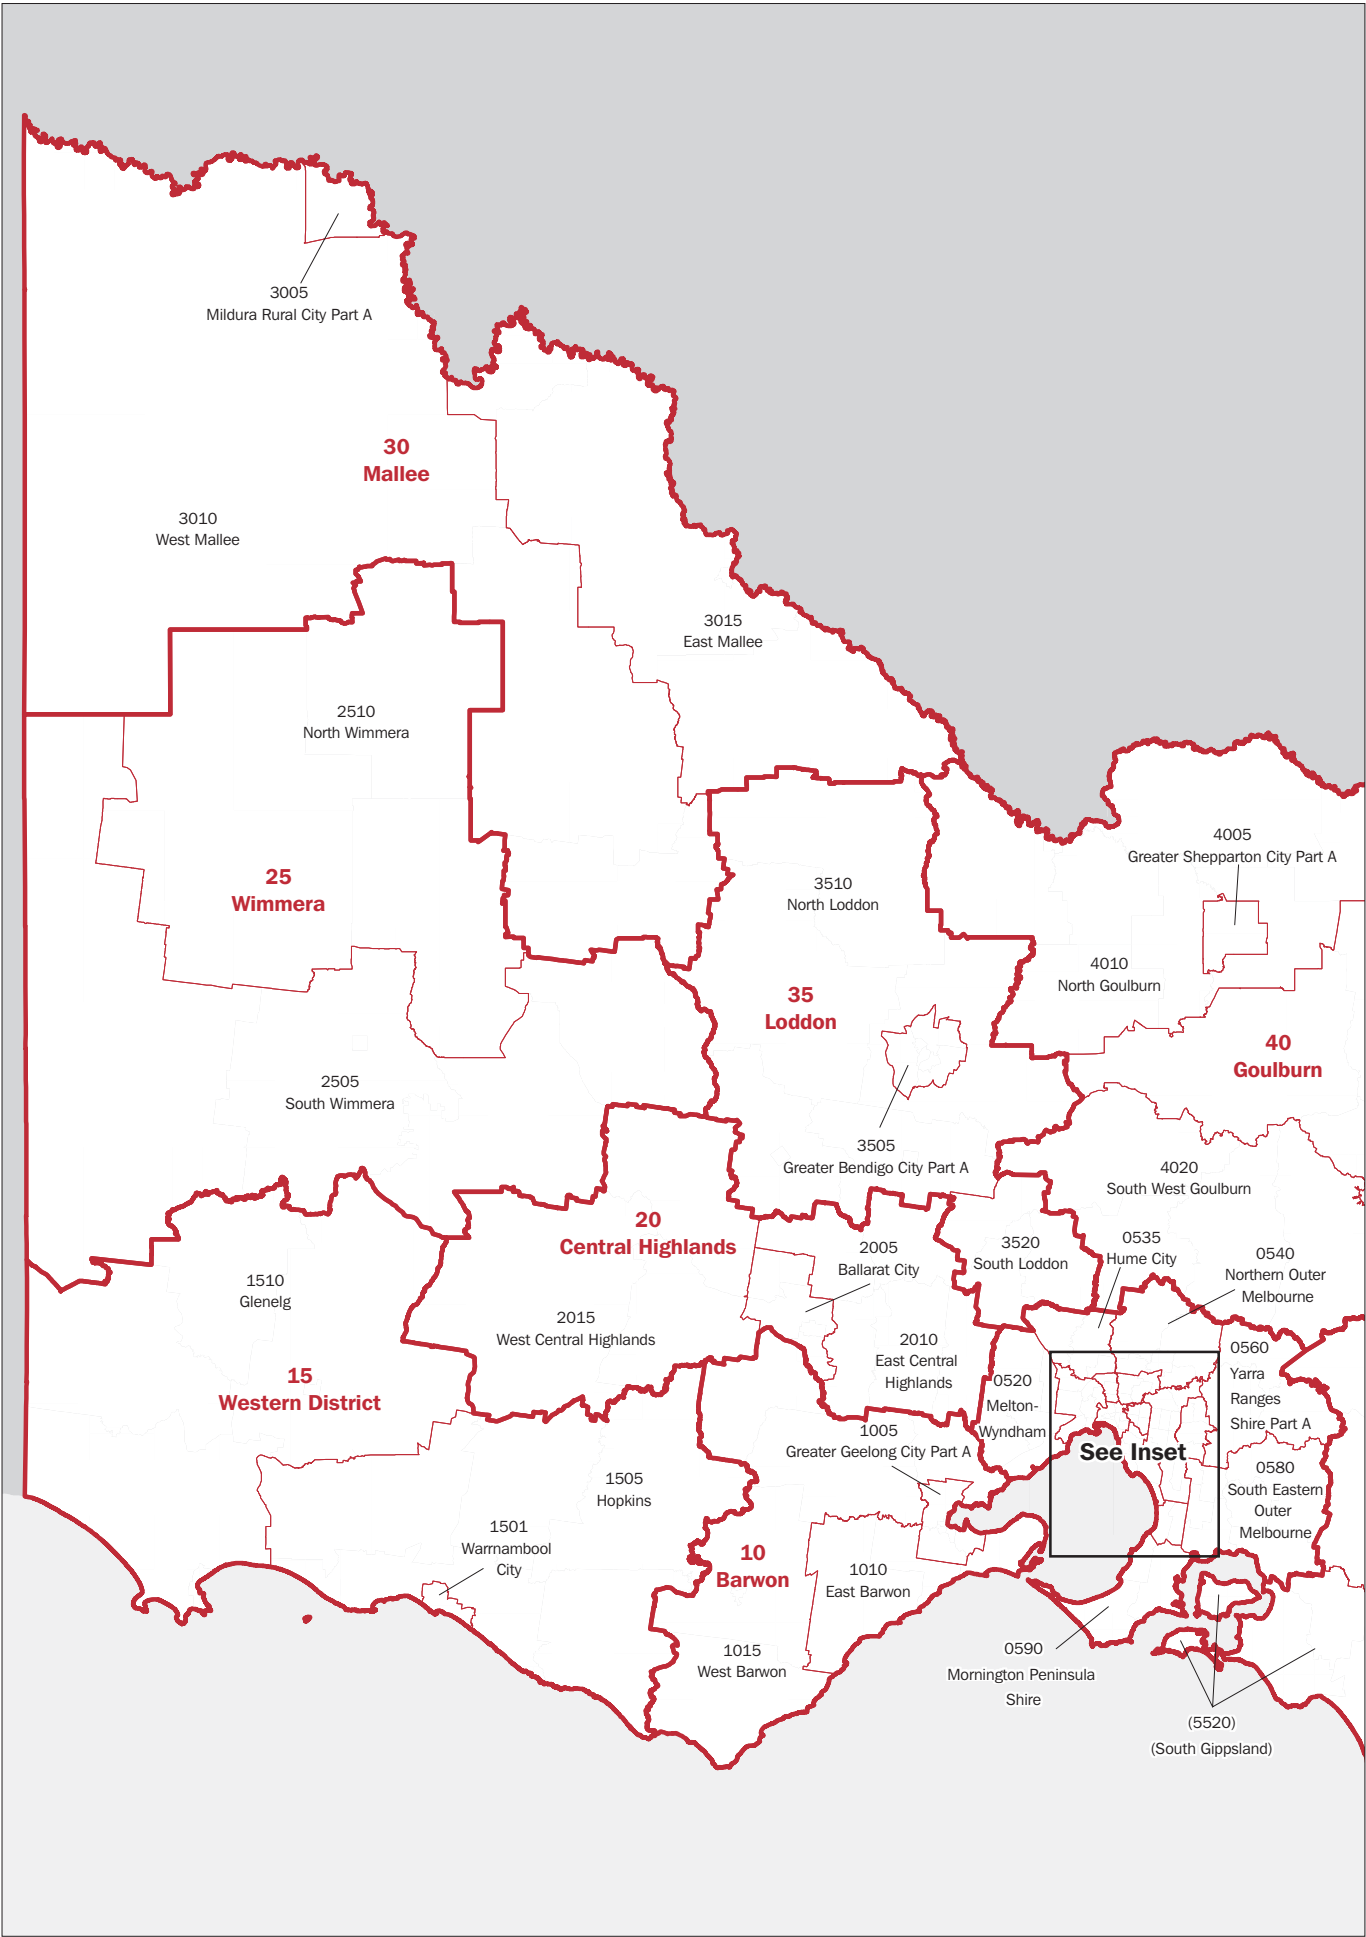 3005
Mildura Rural City Part A
30
Mallee
3010
West Mallee
3015
East Mallee
2510
North Wimmera
4005
Greater Shepparton City Part A
25
Wimmera
3510
North Loddon
4010
North Goulburn
35
Loddon
40
Goulburn
2505
South Wimmera
3505
Greater Bendigo City Part A
4020
South West Goulburn
20
Central Highlands
2005
Ballarat City
3520
South Loddon
0535
Hume City
0540
Northern Outer
Melbourne
1510
Glenelg
2015
West Central Highlands
2010
East Central
Highlands
0560
Yarra
Ranges
Shire Part A
15
Western District
0520
Melton-
Wyndham
1005
Greater Geelong City Part A
See Inset
0580
South Eastern
Outer
Melbourne
1505
Hopkins
1501
Warrnambool
City
10
Barwon
1010
East Barwon
1015
West Barwon
0590
Mornington Peninsula
Shire
(5520)
(South Gippsland)